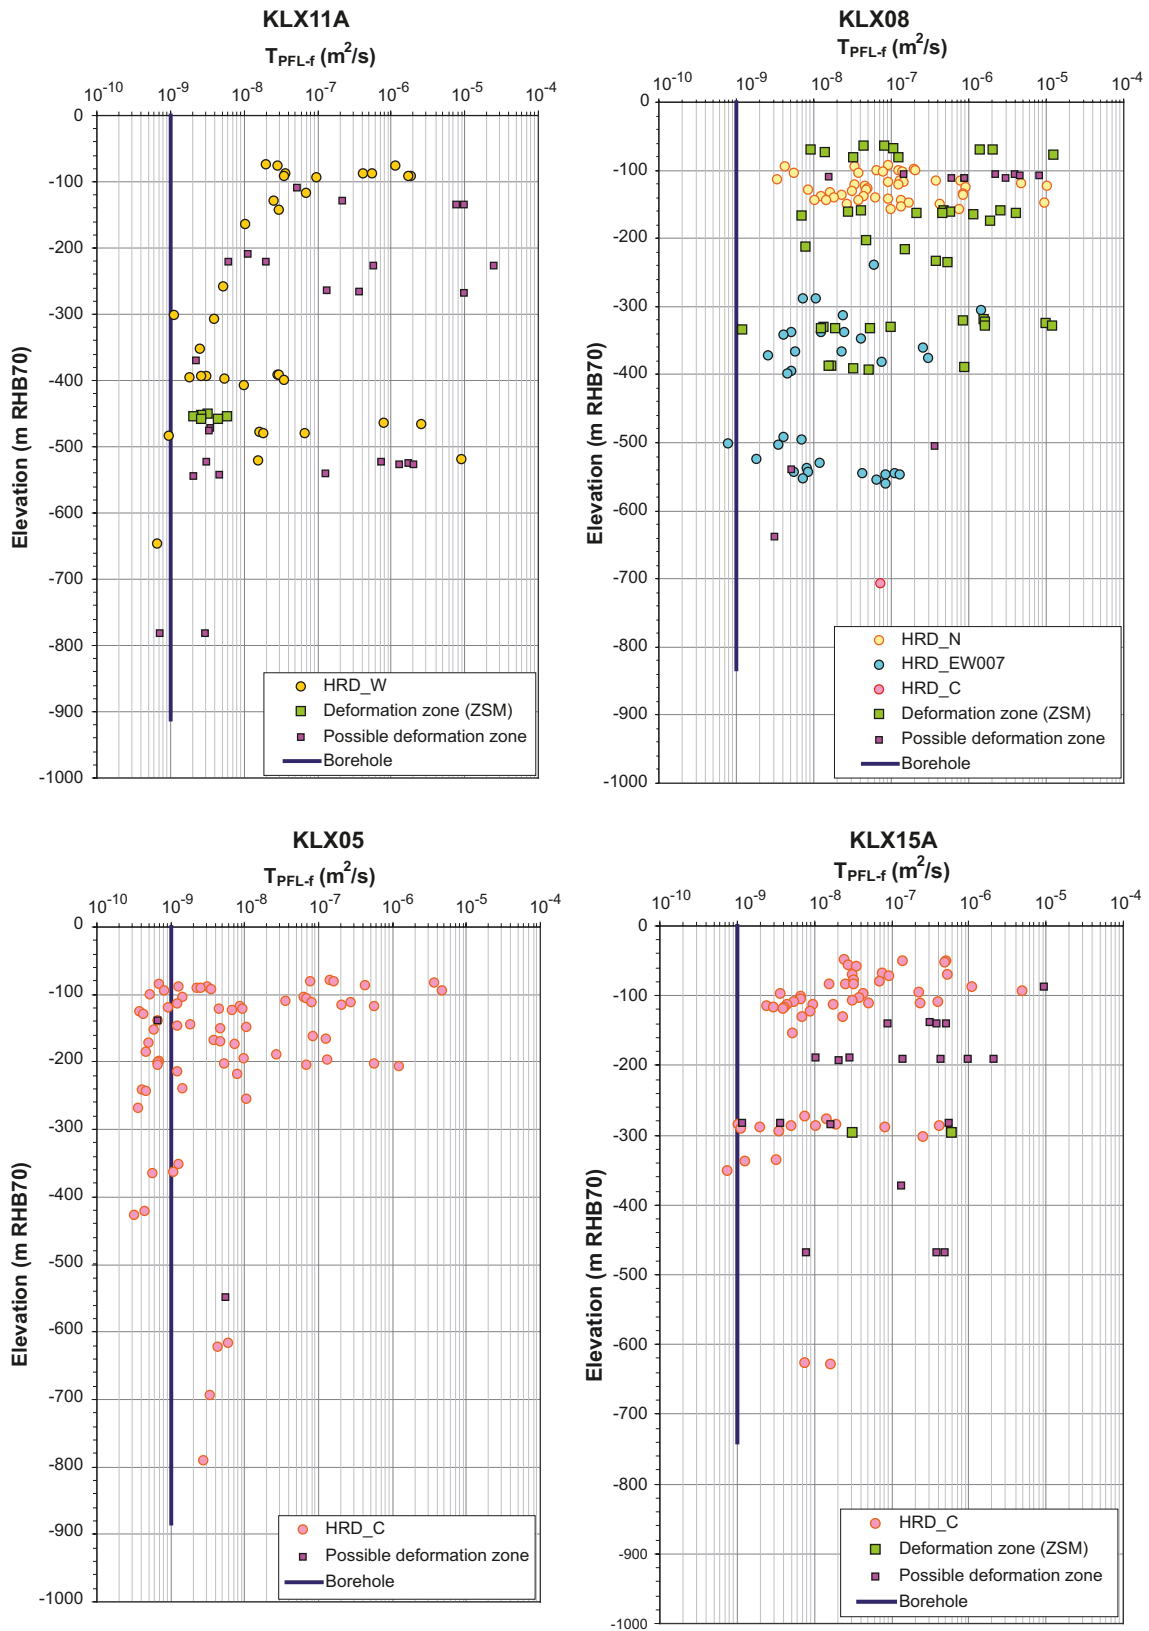 KLX11A
T_PFL-f (m²/s)
10⁻¹⁰ 10⁻⁹ 10⁻⁸ 10⁻⁷ 10⁻⁶ 10⁻⁵ 10⁻⁴
0
-100
-200
-300
-400
-500
-600
-700
-800
-900
-1000
Elevation (m RHB70)
HRD_W
Deformation zone (ZSM)
Possible deformation zone
Borehole
KLX08
T_PFL-f (m²/s)
10⁻¹⁰ 10⁻⁹ 10⁻⁸ 10⁻⁷ 10⁻⁶ 10⁻⁵ 10⁻⁴
0
-100
-200
-300
-400
-500
-600
-700
-800
-900
-1000
Elevation (m RHB70)
HRD_N
HRD_EW007
HRD_C
Deformation zone (ZSM)
Possible deformation zone
Borehole
KLX05
T_PFL-f (m²/s)
10⁻¹⁰ 10⁻⁹ 10⁻⁸ 10⁻⁷ 10⁻⁶ 10⁻⁵ 10⁻⁴
0
-100
-200
-300
-400
-500
-600
-700
-800
-900
-1000
Elevation (m RHB70)
HRD_C
Possible deformation zone
Borehole
KLX15A
T_PFL-f (m²/s)
10⁻¹⁰ 10⁻⁹ 10⁻⁸ 10⁻⁷ 10⁻⁶ 10⁻⁵ 10⁻⁴
0
-100
-200
-300
-400
-500
-600
-700
-800
-900
-1000
Elevation (m RHB70)
HRD_C
Deformation zone (ZSM)
Possible deformation zone
Borehole